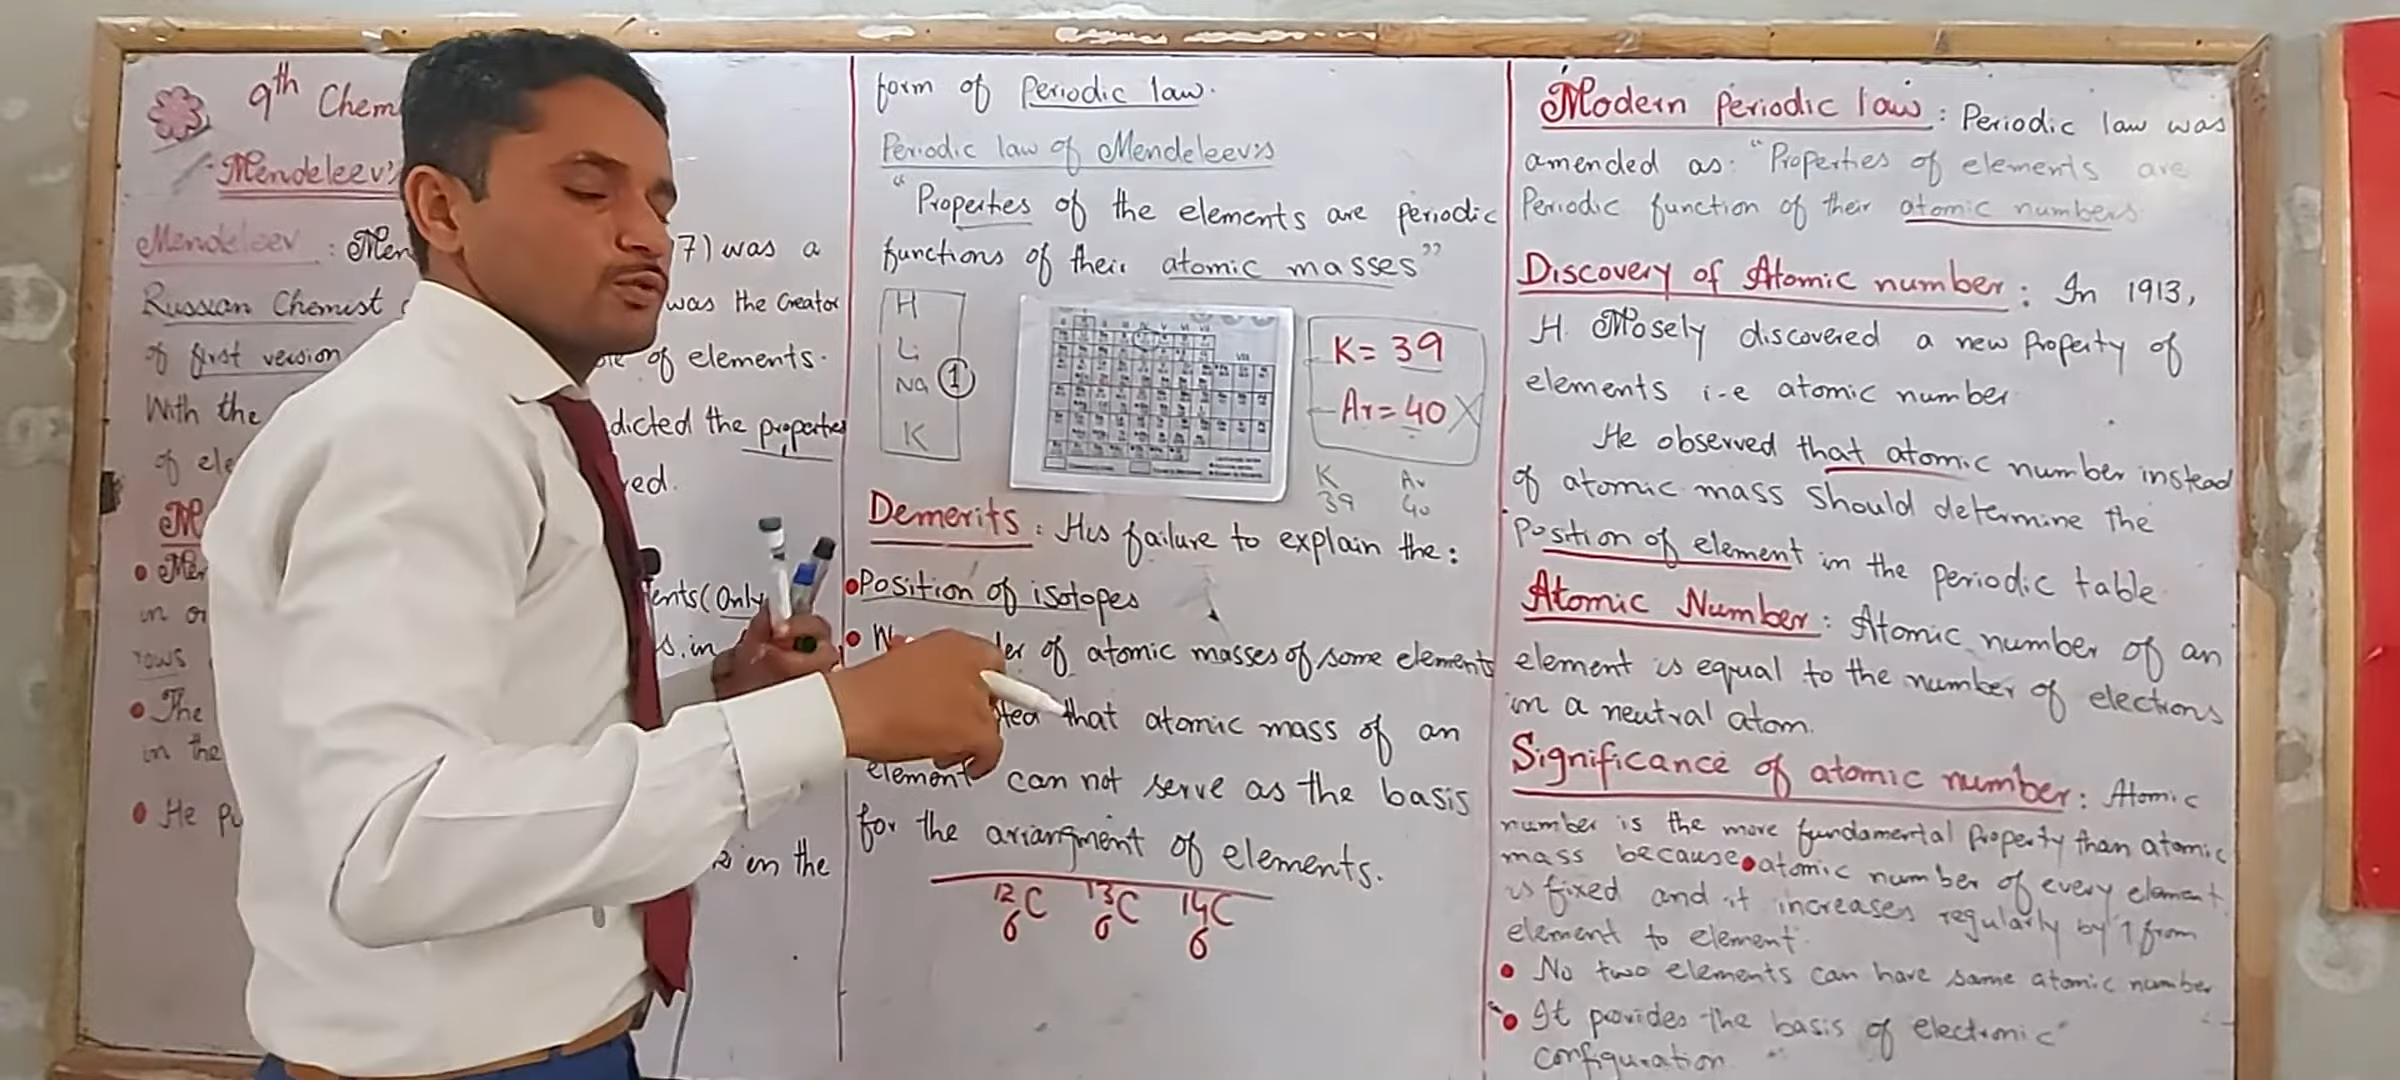 9th Chem
Mendeleev's
Mendeleev : Men 7) was a
Russian Chemist was the Creator
of first version of elements.
With the dicted the properties
of ele ved.
M
Mer
in or ents (Only
rows s. in
The
in the
He pu
in the
form of Periodic law.
Periodic law of Mendeleev's
"Properties of the elements are periodic
functions of their atomic masses"
H
Li
Na 1
K
K = 39
Ar = 40 X
K Ar
39 40
Demerits : His failure to explain the :
Position of isotopes
W er of atomic masses of some elements
ted that atomic mass of an
element can not serve as the basis
for the arrangment of elements.
12 6 C 13 6 C 14 6 C
Modern Periodic law : Periodic law was
amended as: "Properties of elements are
Periodic function of their atomic numbers
Discovery of Atomic number : In 1913,
H. Mosely discovered a new Property of
elements i-e atomic number
He observed that atomic number instead
of atomic mass should determine the
Position of element in the periodic table
Atomic Number : Atomic number of an
element is equal to the number of electrons
in a neutral atom.
Significance of atomic number : Atomic
number is the more fundamental Property than atomic
mass because atomic number of every element
is fixed and it increases regularly by 1 from
element to element.
No two elements can have same atomic number
It provides the basis of electronic
configuration